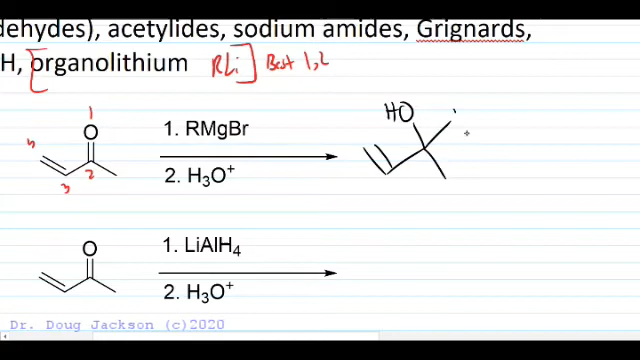 dehydes), acetylides, sodium amides, Grignards,
H, organolithium RLi Best 1,2
O 1 1. RMgBr HO
4 3 2 2. H₃O⁺
O 1. LiAlH₄
2. H₃O⁺
Dr. Doug Jackson (c)2020